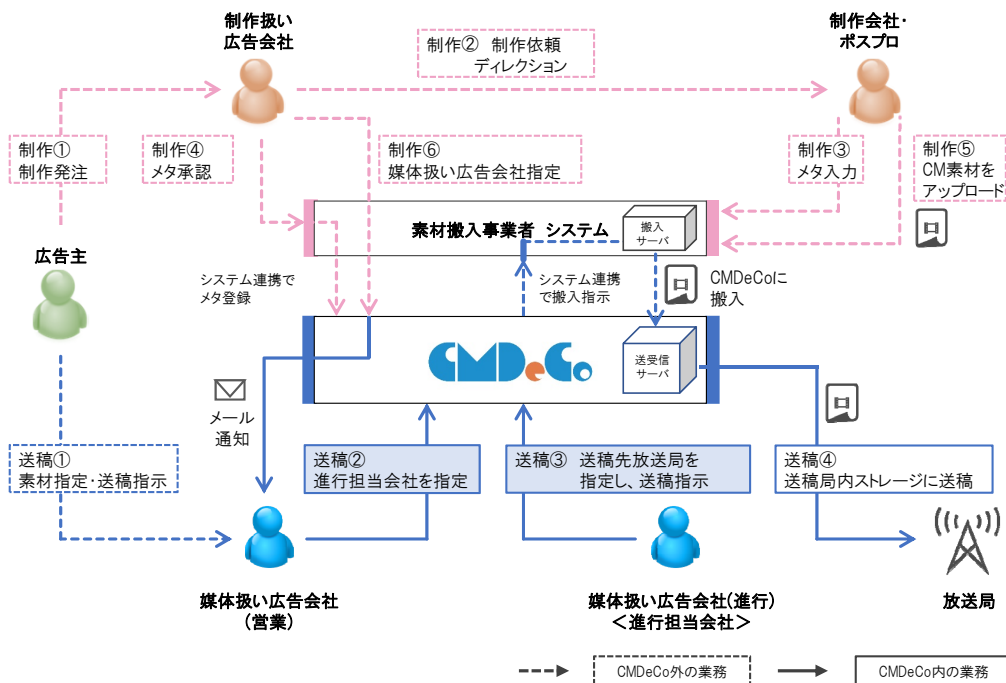 制作扱い
広告会社
制作会社・
ポスプロ
制作② 制作依頼
ディレクション
制作①
制作発注
制作④
メタ承認
制作⑥
媒体扱い広告会社指定
制作③
メタ入力
制作⑤
CM素材を
アップロード
素材搬入事業者 システム
搬入
サーバ
広告主
システム連携で
メタ登録
システム連携
で搬入指示
CMDeCoに
搬入
CMDeCo
送受信
サーバ
メール
通知
送稿①
素材指定・送稿指示
送稿②
進行担当会社を指定
送稿③ 送稿先放送局を
指定し、送稿指示
送稿④
送稿局内ストレージに送稿
媒体扱い広告会社
(営業)
媒体扱い広告会社(進行)
<進行担当会社>
放送局
CMDeCo外の業務
CMDeCo内の業務